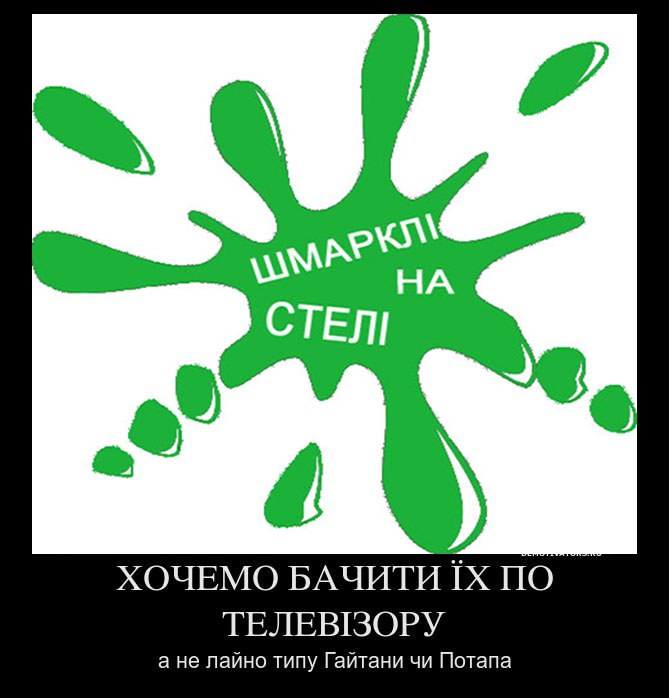 ШМАРКЛІ
НА
СТЕЛІ
DEMOTIVATORS.RU
ХОЧЕМО БАЧИТИ ЇХ ПО
ТЕЛЕВІЗОРУ
а не лайно типу Гайтани чи Потапа